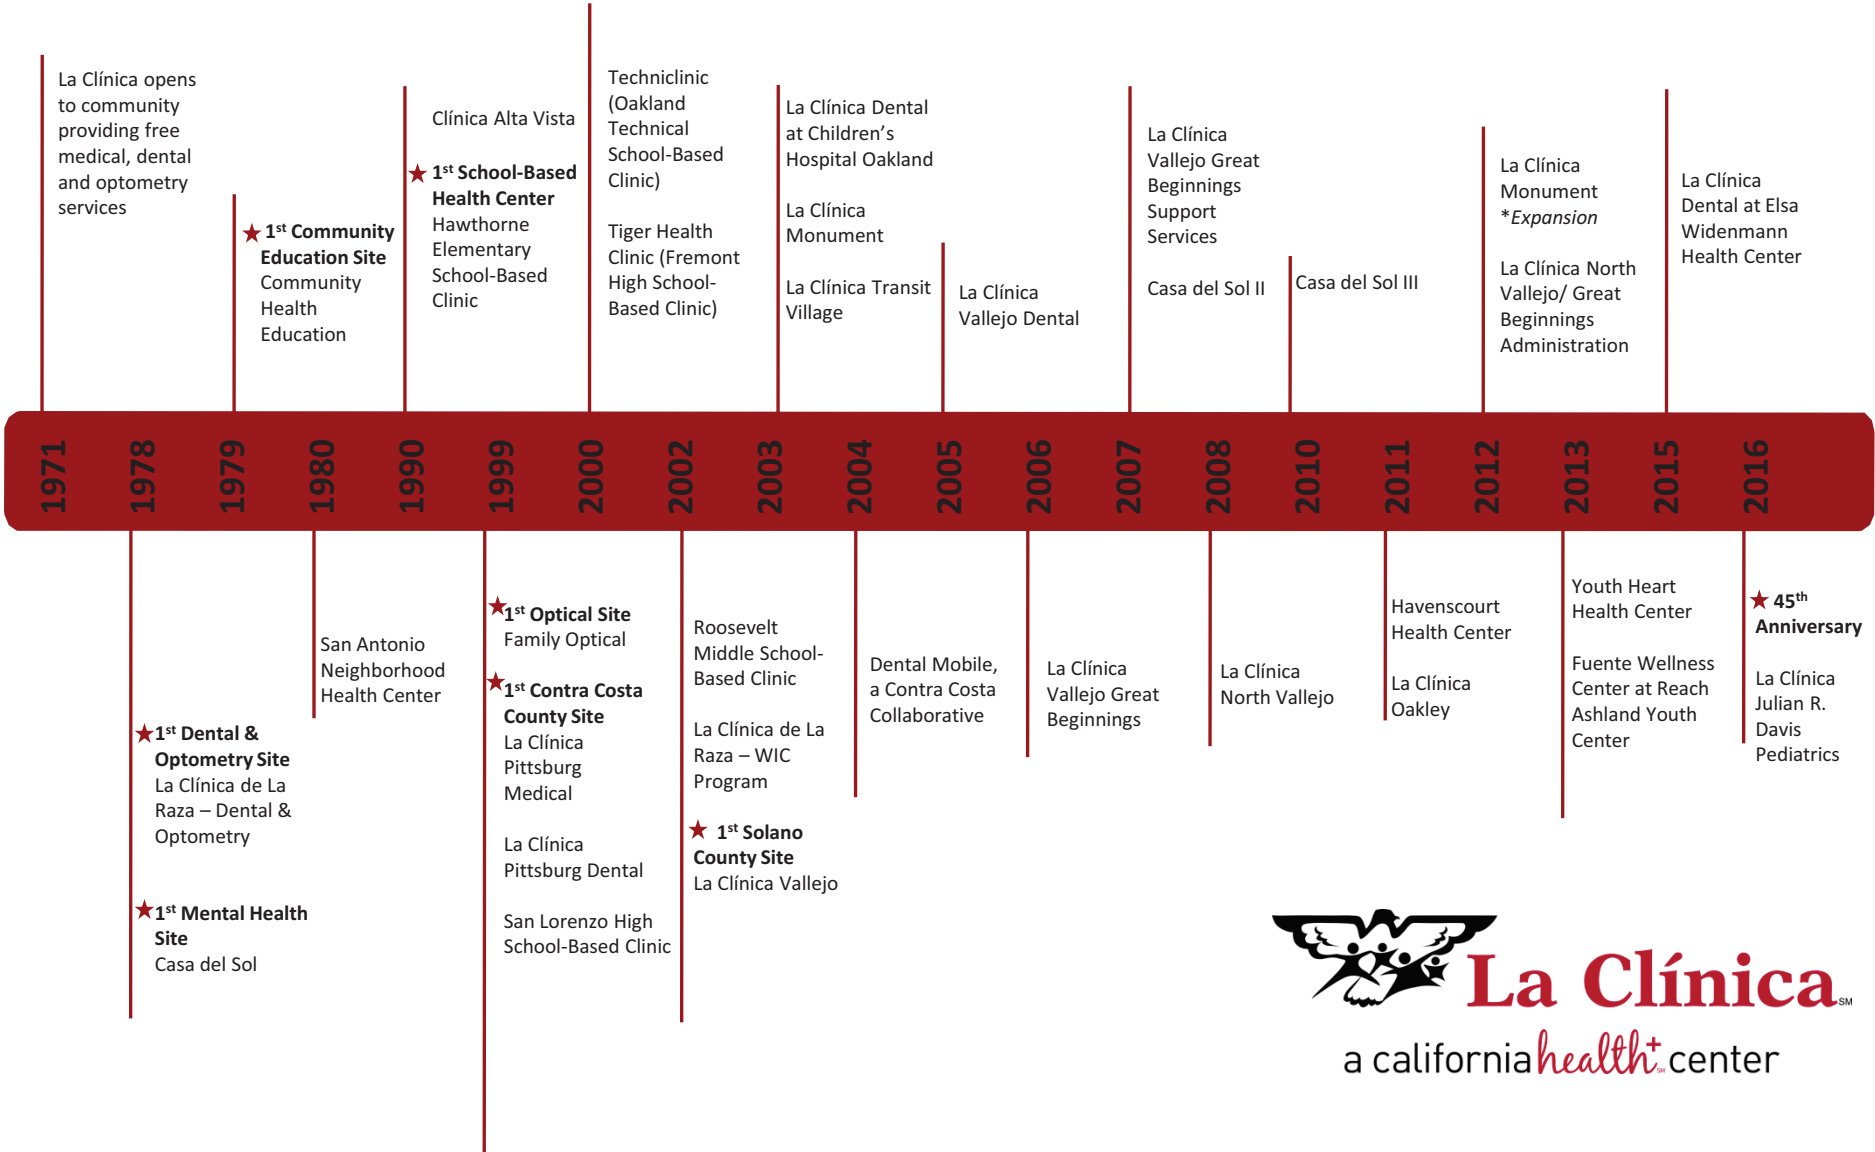 La Clínica opens
to community
providing free
medical, dental
and optometry
services
★ 1st Community
Education Site
Community
Health
Education
Clínica Alta Vista
★ 1st School-Based
Health Center
Hawthorne
Elementary
School-Based
Clinic
Techniclinic
(Oakland
Technical
School-Based
Clinic)
Tiger Health
Clinic (Fremont
High School-
Based Clinic)
La Clínica Dental
at Children’s
Hospital Oakland
La Clínica
Monument
La Clínica Transit
Village
La Clínica
Vallejo Dental
La Clínica
Vallejo Great
Beginnings
Support
Services
Casa del Sol II
Casa del Sol III
La Clínica
Monument
*Expansion
La Clínica North
Vallejo/ Great
Beginnings
Administration
La Clínica
Dental at Elsa
Widenmann
Health Center
1971
1978
1979
1980
1990
1999
2000
2002
2003
2004
2005
2006
2007
2008
2010
2011
2012
2013
2015
2016
★1st Dental &
Optometry Site
La Clínica de La
Raza – Dental &
Optometry
★1st Mental Health
Site
Casa del Sol
San Antonio
Neighborhood
Health Center
★1st Optical Site
Family Optical
★1st Contra Costa
County Site
La Clínica
Pittsburg
Medical
La Clínica
Pittsburg Dental
San Lorenzo High
School-Based Clinic
Roosevelt
Middle School-
Based Clinic
La Clínica de La
Raza – WIC
Program
★ 1st Solano
County Site
La Clínica Vallejo
Dental Mobile,
a Contra Costa
Collaborative
La Clínica
Vallejo Great
Beginnings
La Clínica
North Vallejo
Havenscourt
Health Center
La Clínica
Oakley
Youth Heart
Health Center
Fuente Wellness
Center at Reach
Ashland Youth
Center
★ 45th
Anniversary
La Clínica
Julian R.
Davis
Pediatrics
La Clínica SM
a california health+ SM center